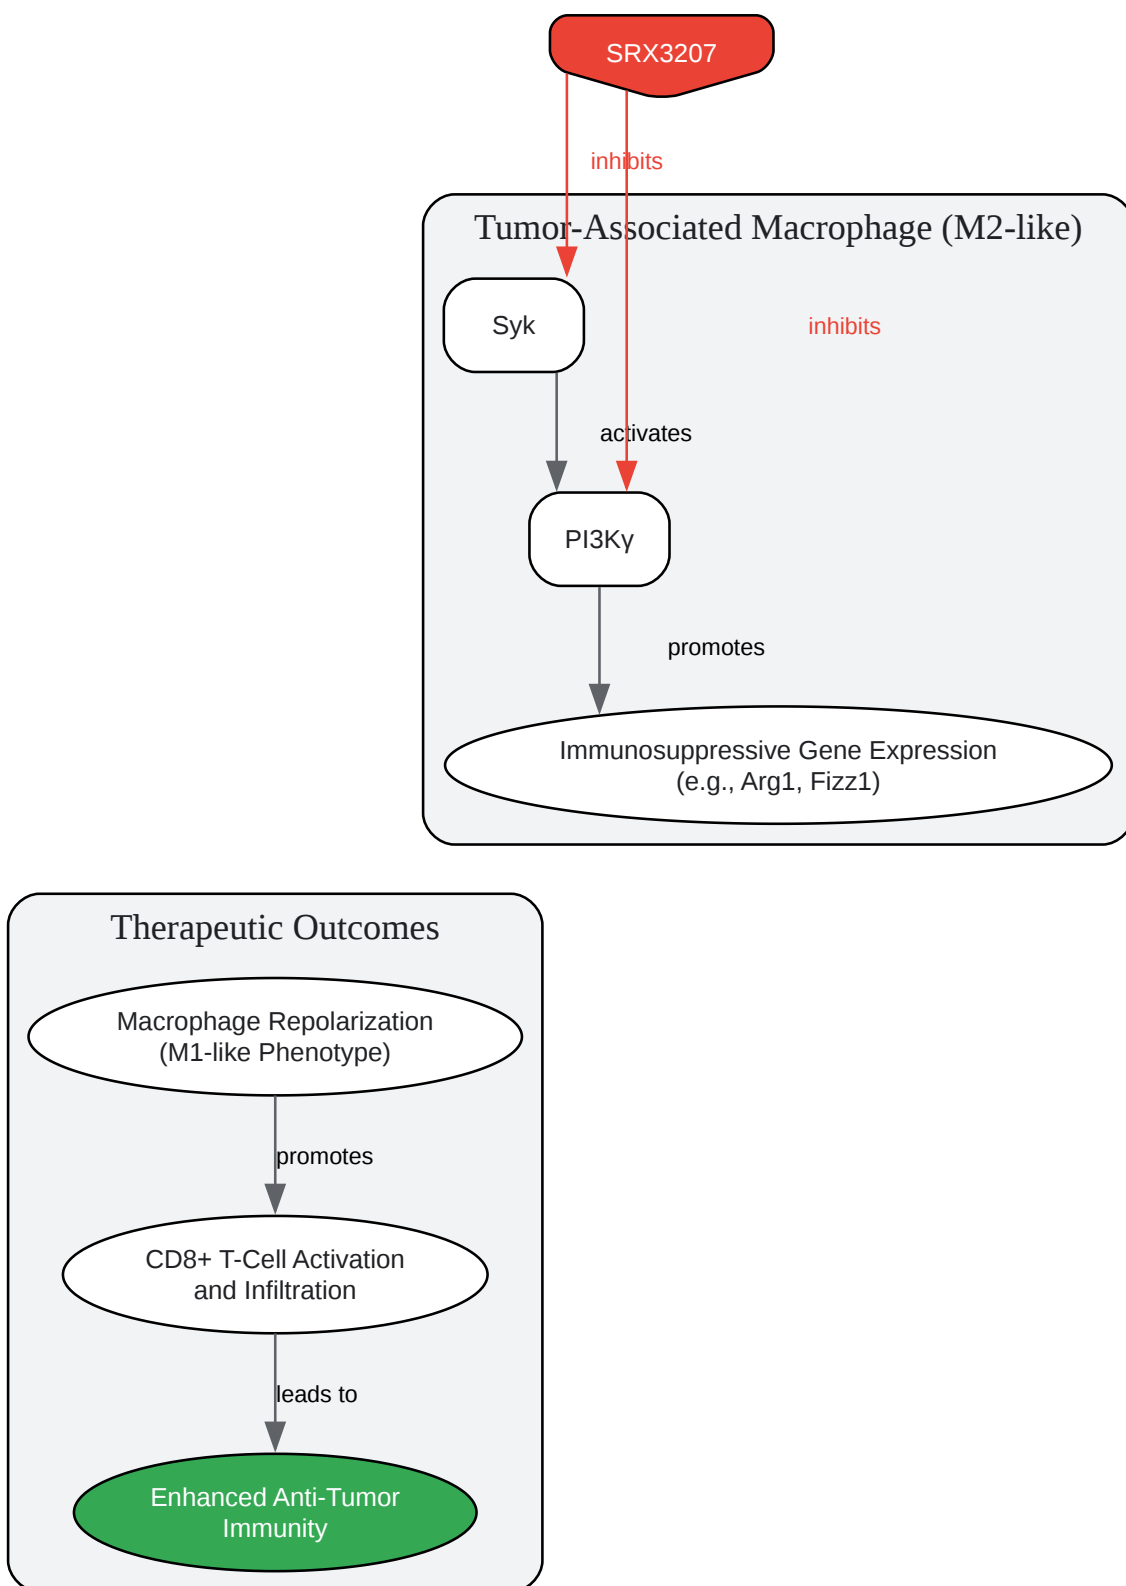 SRX3207
inhibits
Tumor-Associated Macrophage (M2-like)
Syk
inhibits
activates
PI3Kγ
promotes
Immunosuppressive Gene Expression
(e.g., Arg1, Fizz1)
Therapeutic Outcomes
Macrophage Repolarization
(M1-like Phenotype)
promotes
CD8+ T-Cell Activation
and Infiltration
leads to
Enhanced Anti-Tumor
Immunity